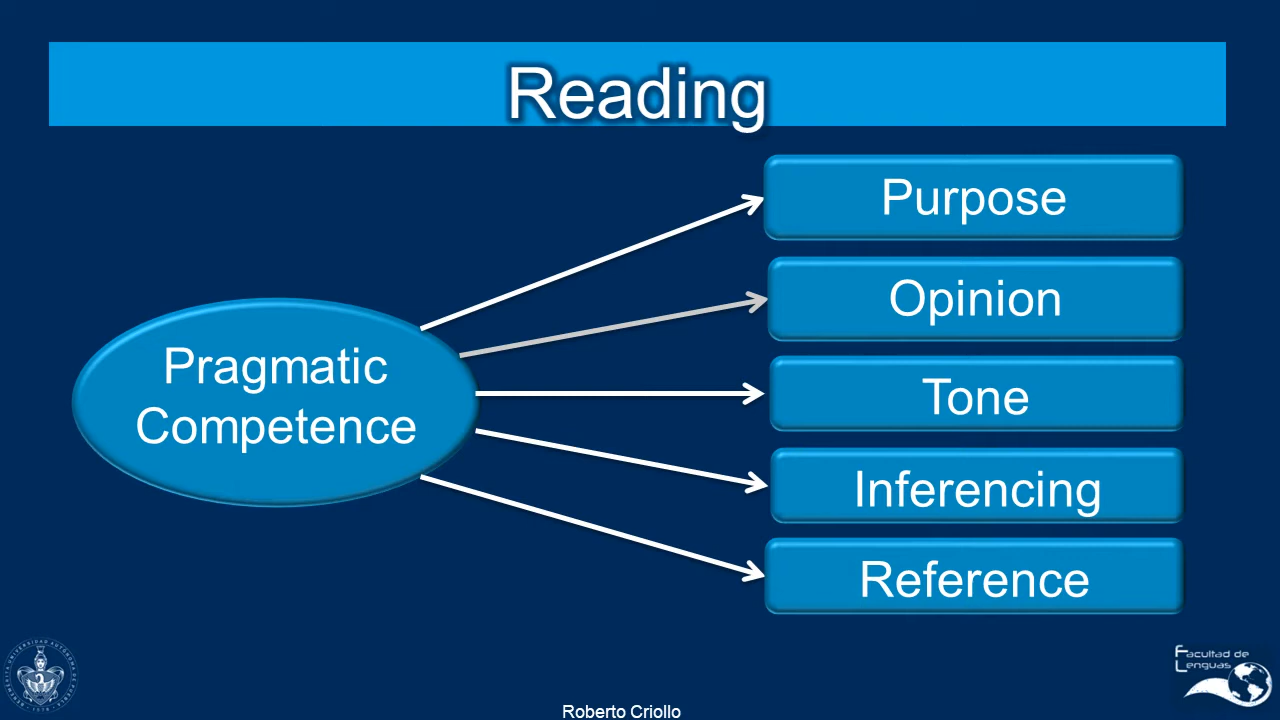 Reading
Purpose
Opinion
Pragmatic
Competence
Tone
Inferencing
Reference
Facultad de
Lenguas
Roberto Criollo